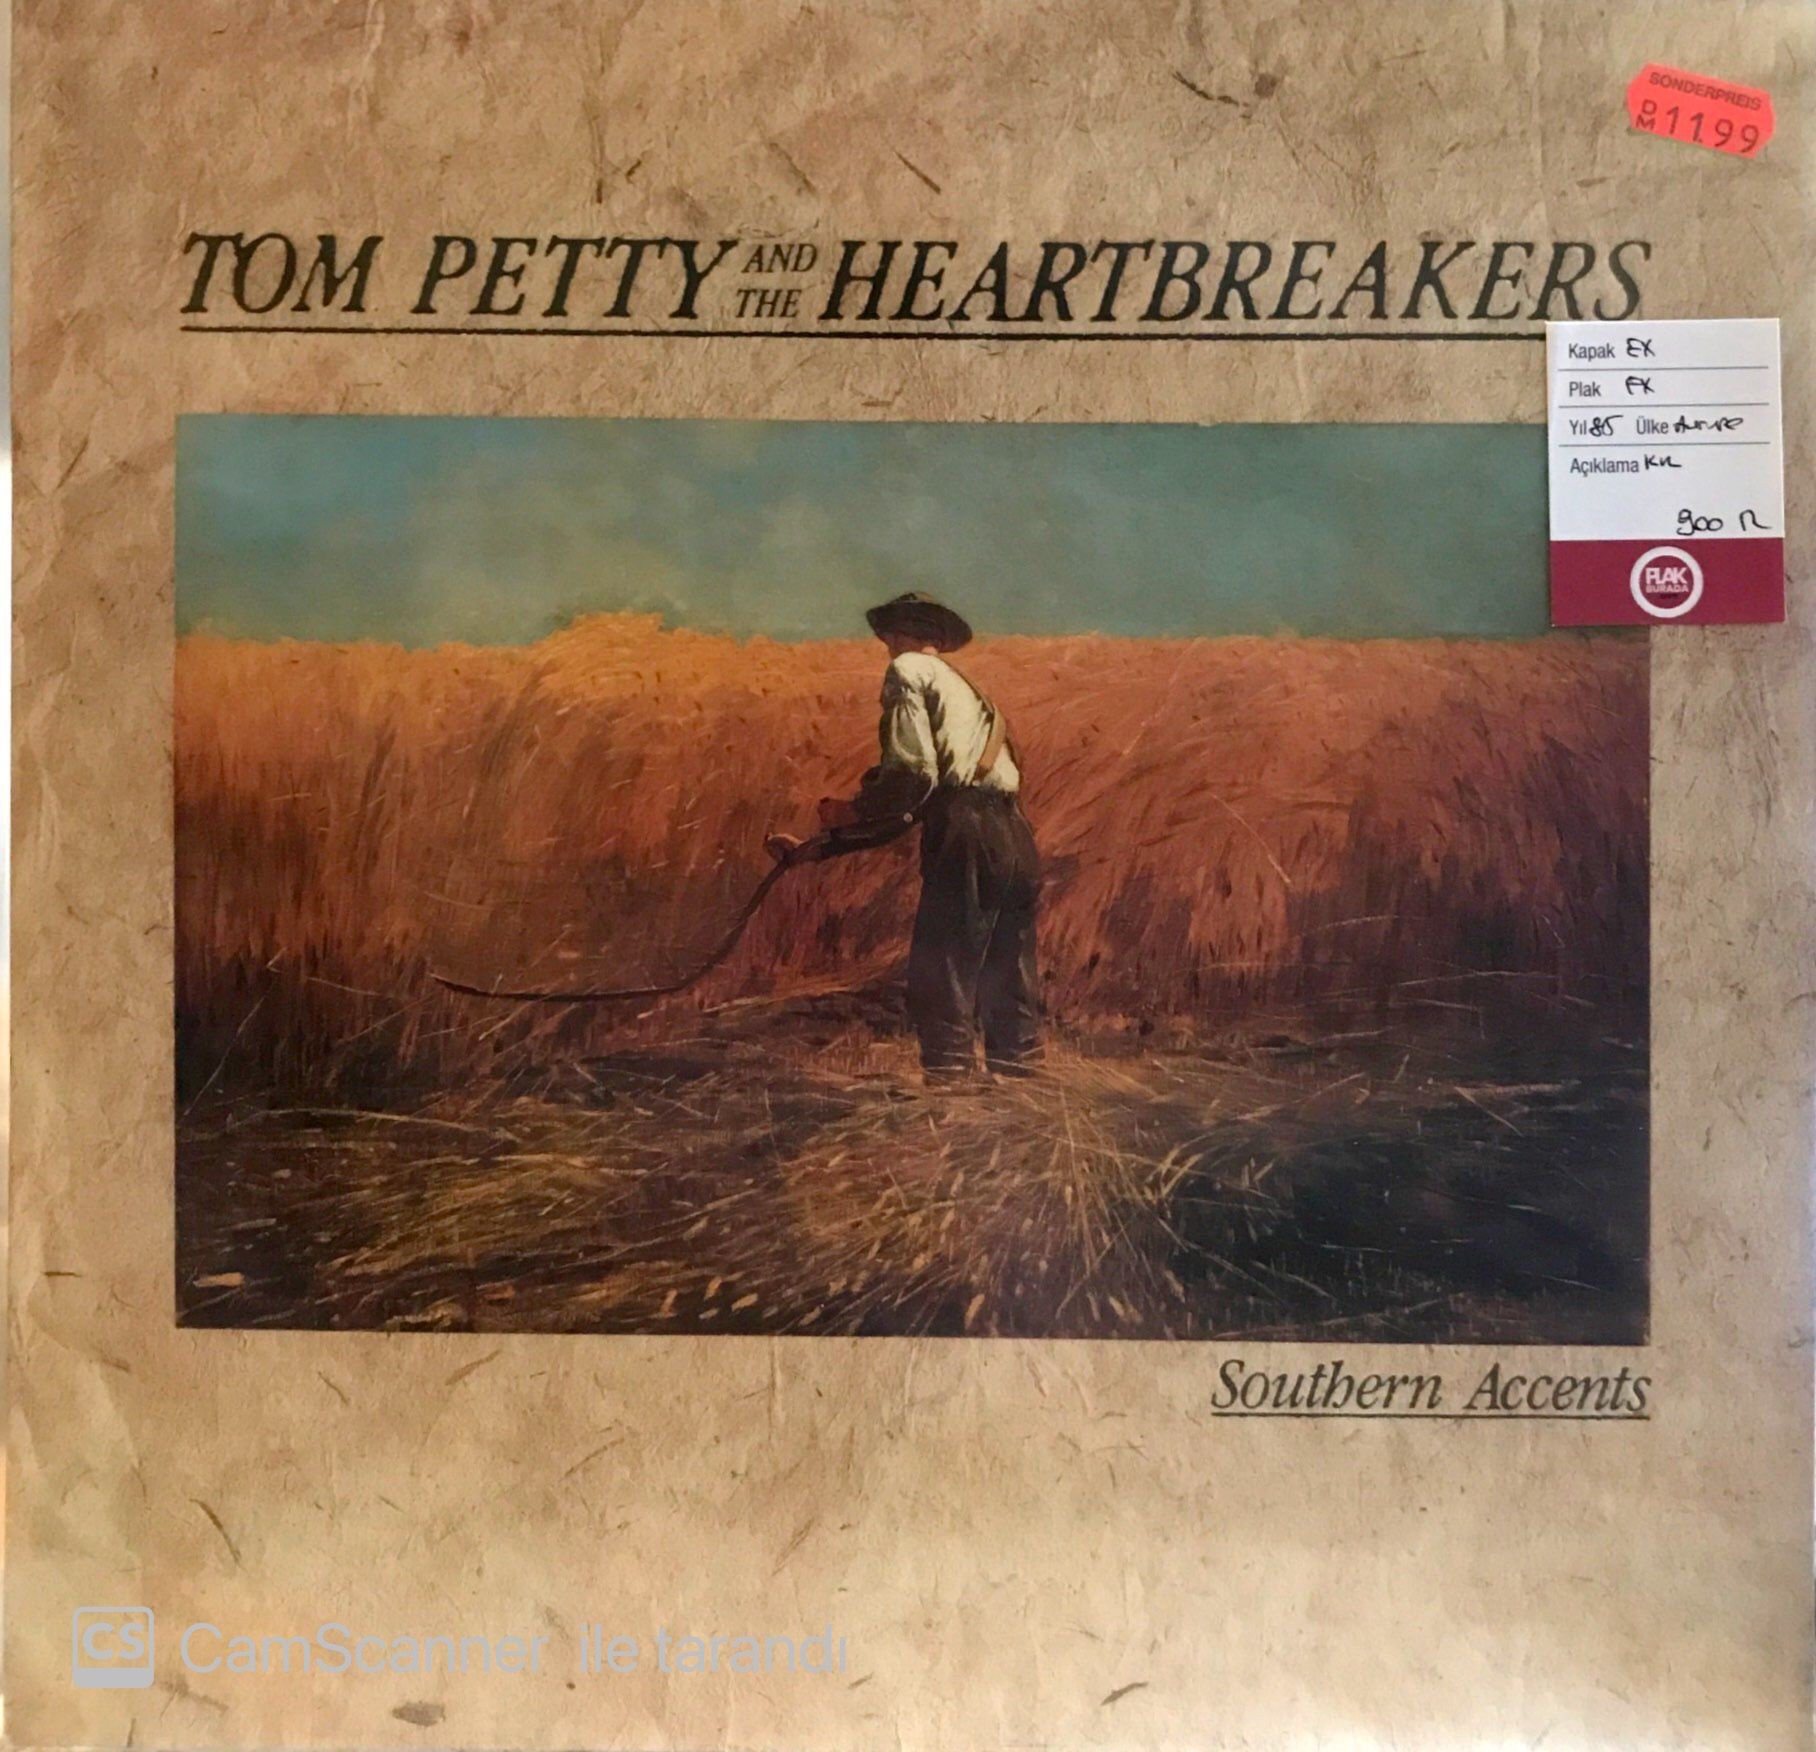 SONDERPREIS
DM 11.99
TOM PETTY AND THE HEARTBREAKERS
Kapak EX
Plak EX
Yıl 85 Ülke
Açıklama
900 TL
PLAK
BURADA
Southern Accents
CS CamScanner ile tarandı